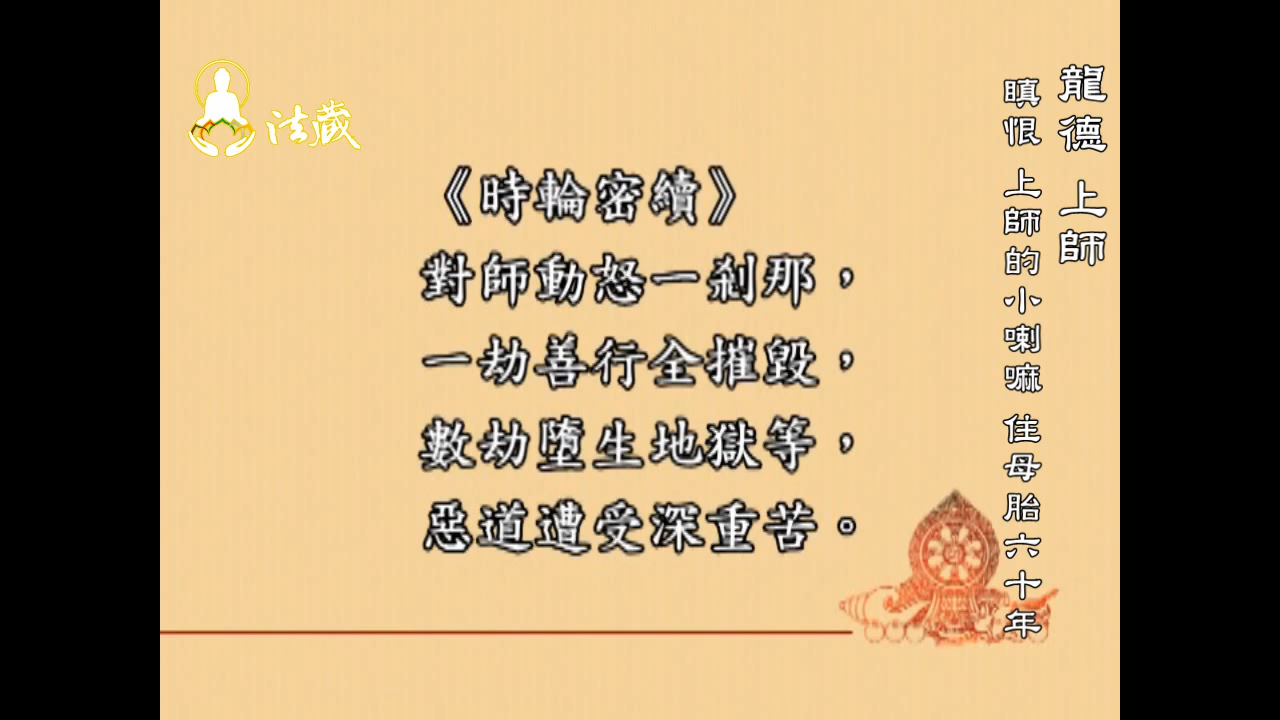 法藏
《時輪密續》
對師動怒一剎那，
一劫善行全摧毀，
數劫墮生地獄等，
惡道遭受深重苦。
龍德 上師
瞋恨 上師的小喇嘛 住母胎六十年